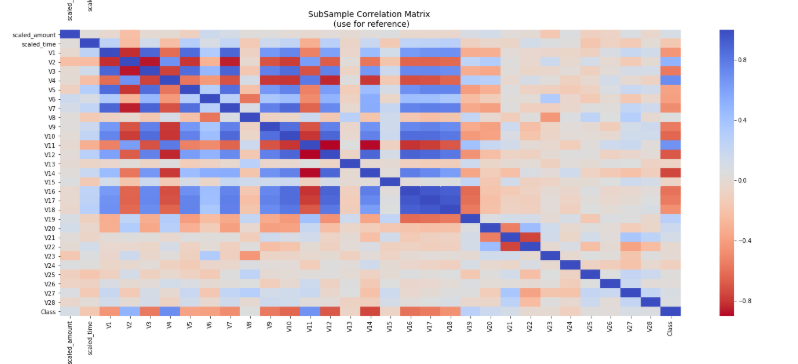 scaled_amount
scaled_
SubSample Correlation Matrix
(use for reference)
scaled_amount
scaled_time
V1
V2
V3
V4
V5
V6
V7
V8
V9
V10
V11
V12
V13
V14
V15
V16
V17
V18
V19
V20
V21
V22
V23
V24
V25
V26
V27
V28
Class
0.8
0.4
0.0
−0.4
−0.8
scaled_amount
scaled_time
V1
V2
V3
V4
V5
V6
V7
V8
V9
V10
V11
V12
V13
V14
V15
V16
V17
V18
V19
V20
V21
V22
V23
V24
V25
V26
V27
V28
Class